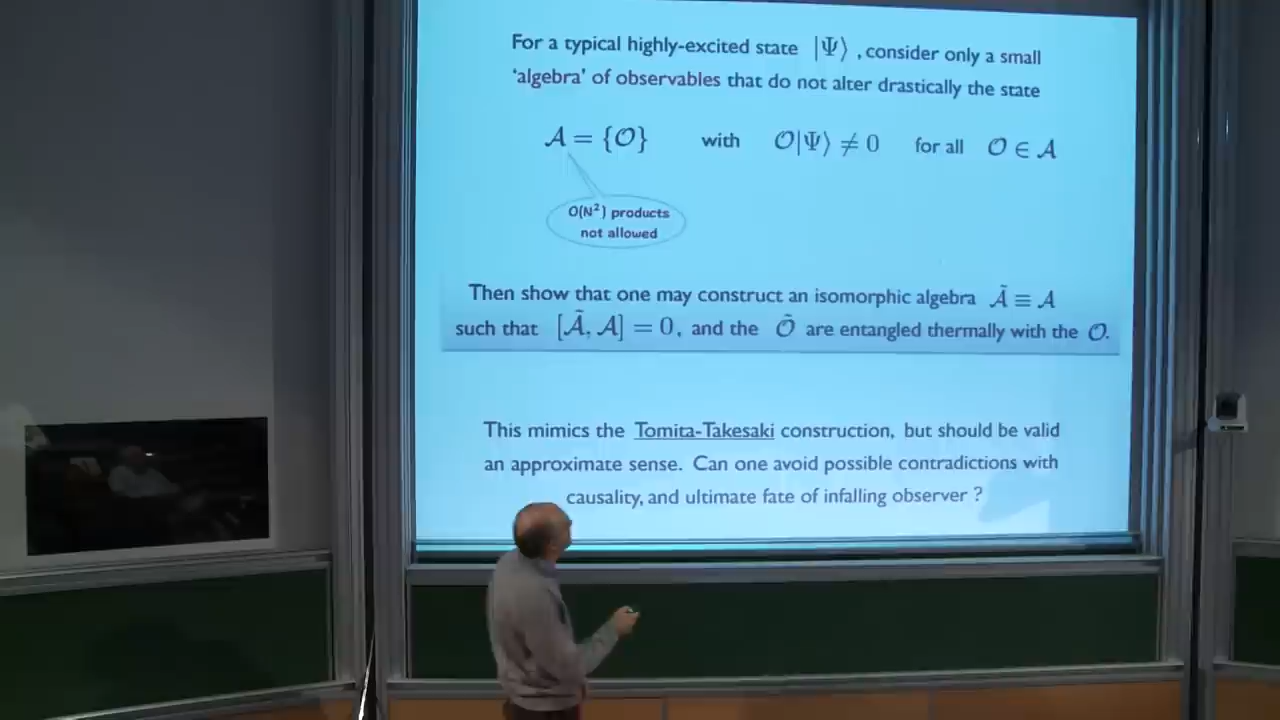 For a typical highly-excited state |Ψ⟩ , consider only a small
‘algebra’ of observables that do not alter drastically the state
𝒜 = {𝒪} with 𝒪|Ψ⟩ ≠ 0 for all 𝒪 ∈ 𝒜
O(N²) products
not allowed
Then show that one may construct an isomorphic algebra 𝒜̃ ≡ 𝒜
such that [𝒜̃, 𝒜] = 0, and the 𝒪̃ are entangled thermally with the 𝒪.
This mimics the Tomita-Takesaki construction, but should be valid
an approximate sense. Can one avoid possible contradictions with
causality, and ultimate fate of infalling observer ?